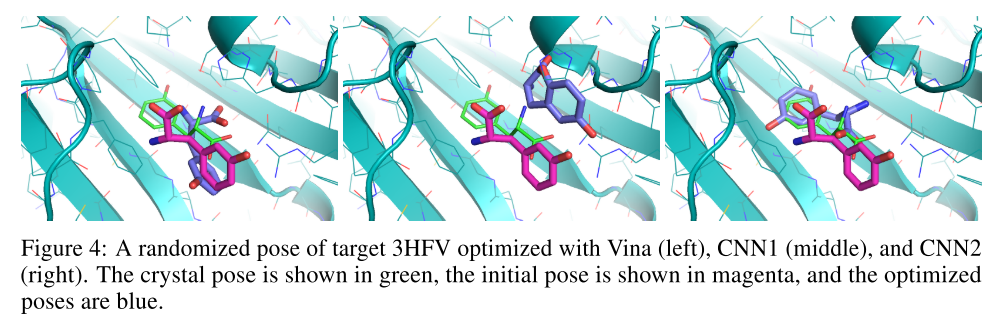 Figure 4: A randomized pose of target 3HFV optimized with Vina (left), CNN1 (middle), and CNN2
(right). The crystal pose is shown in green, the initial pose is shown in magenta, and the optimized
poses are blue.